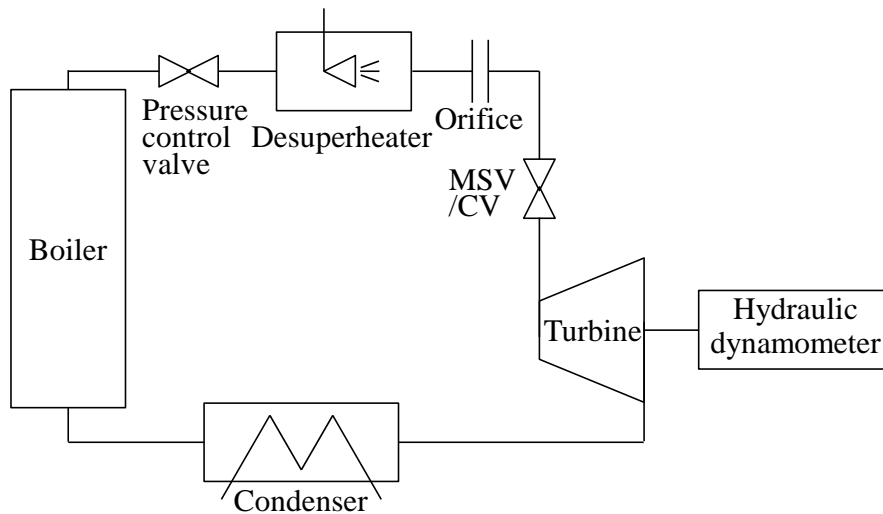 Pressure
control
valve
Desuperheater
Orifice
MSV
/CV
Boiler
Turbine
Hydraulic
dynamometer
Condenser